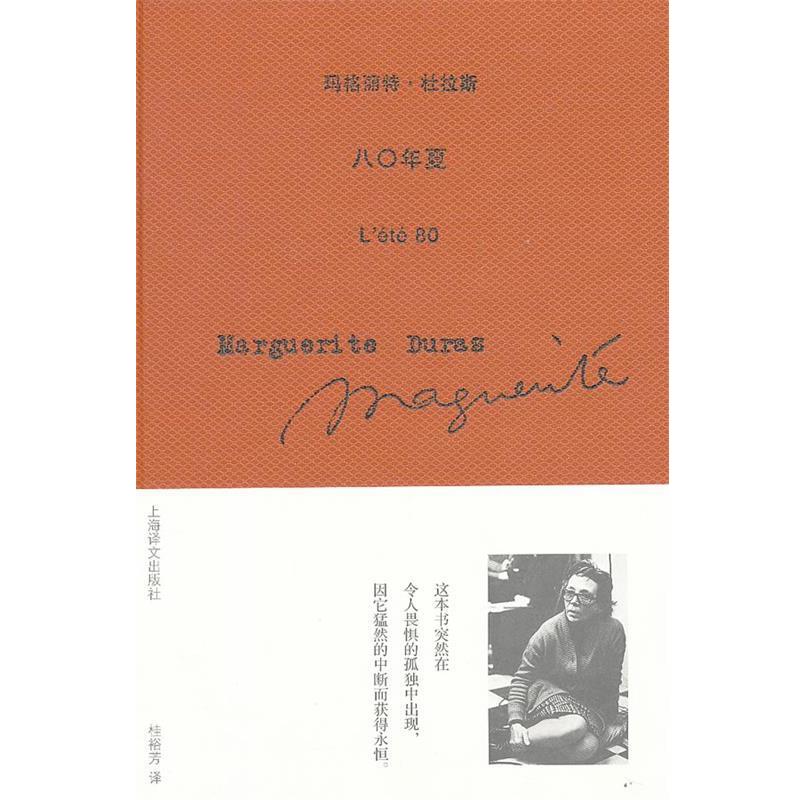 玛格丽特·杜拉斯
八〇年夏
L'été 80
Marguerite Duras
Maguerite
上海译文出版社
这本书突然在
令人畏惧的孤独中出现，
因它猛然的中断而获得永恒。
桂裕芳 译